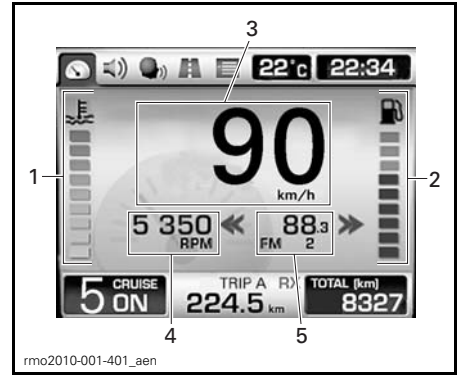 3
22°c 22:34
90
km/h
1
2
5 350
RPM
88.3
FM 2
5 CRUISE ON
TRIP A RX
224.5 km
TOTAL (km)
8327
4
5
rmo2010-001-401_aen